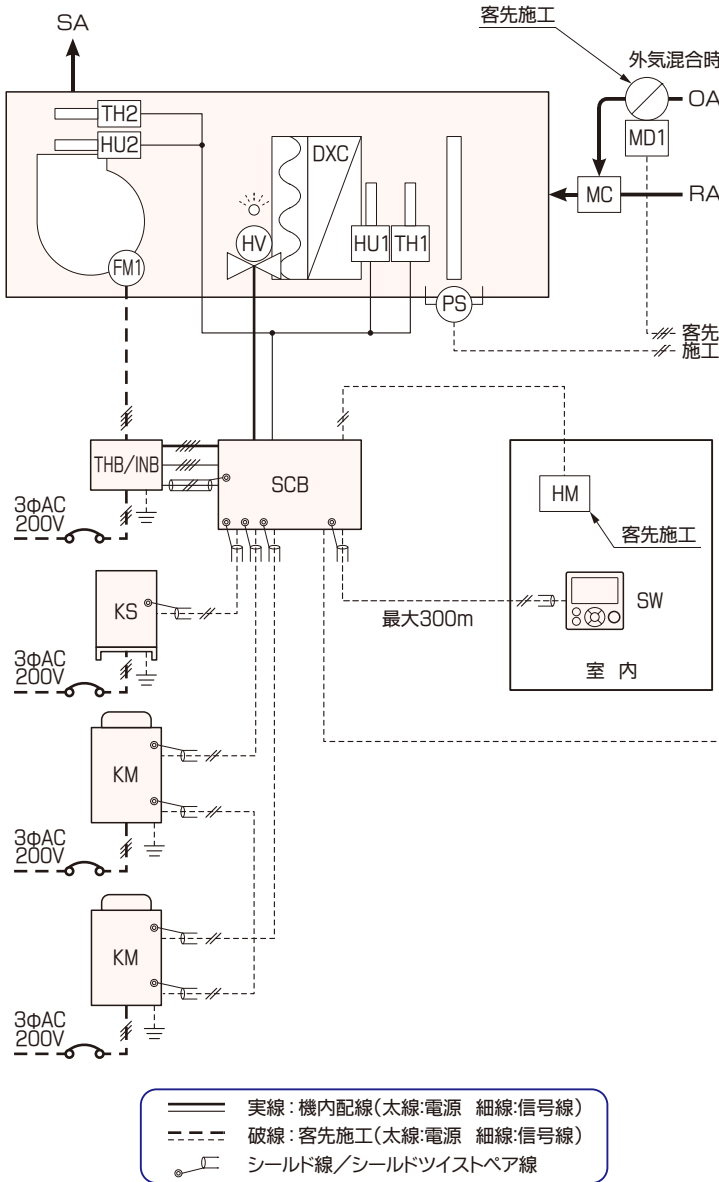 SA
客先施工
外気混合時
OA
TH2
HU2
MD1
DXC
MC
RA
HV
HU1
TH1
FM1
PS
客先
施工
THB/INB
SCB
HM
3φAC
200V
客先施工
KS
SW
最大300m
室 内
3φAC
200V
KM
3φAC
200V
KM
3φAC
200V
実線:機内配線(太線:電源 細線:信号線)
破線:客先施工(太線:電源 細線:信号線)
シールド線/シールドツイストペア線